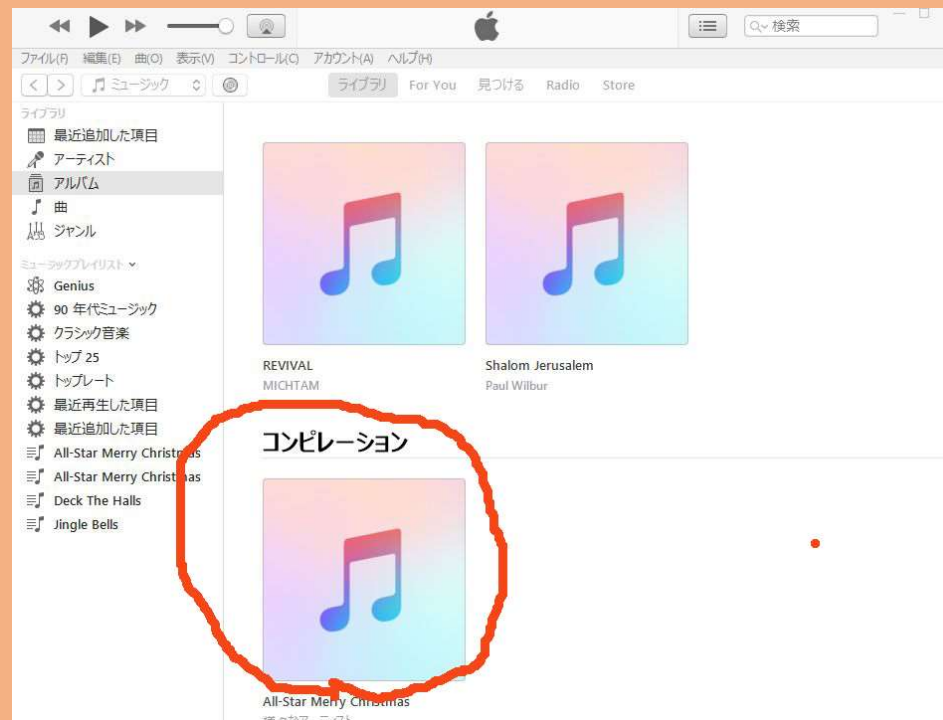 検索
ファイル(F) 編集(E) 曲(O) 表示(V) コントロール(C) アカウント(A) ヘルプ(H)
ミュージック
ライブラリ For You 見つける Radio Store
ライブラリ
最近追加した項目
アーティスト
アルバム
曲
ジャンル
ミュージックプレイリスト
Genius
90 年代ミュージック
クラシック音楽
トップ 25
トップレート
最近再生した項目
最近追加した項目
All-Star Merry Christmas
All-Star Merry Christmas
Deck The Halls
Jingle Bells
REVIVAL
MICHTAM
Shalom Jerusalem
Paul Wilbur
コンピレーション
All-Star Merry Christmas